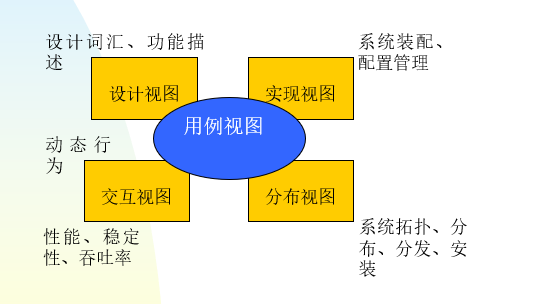 设计词汇、功能描
述
系统装配、
配置管理
设计视图
实现视图
用例视图
动态行
为
交互视图
分布视图
性能、稳定
性、吞吐率
系统拓扑、分
布、分发、安
装